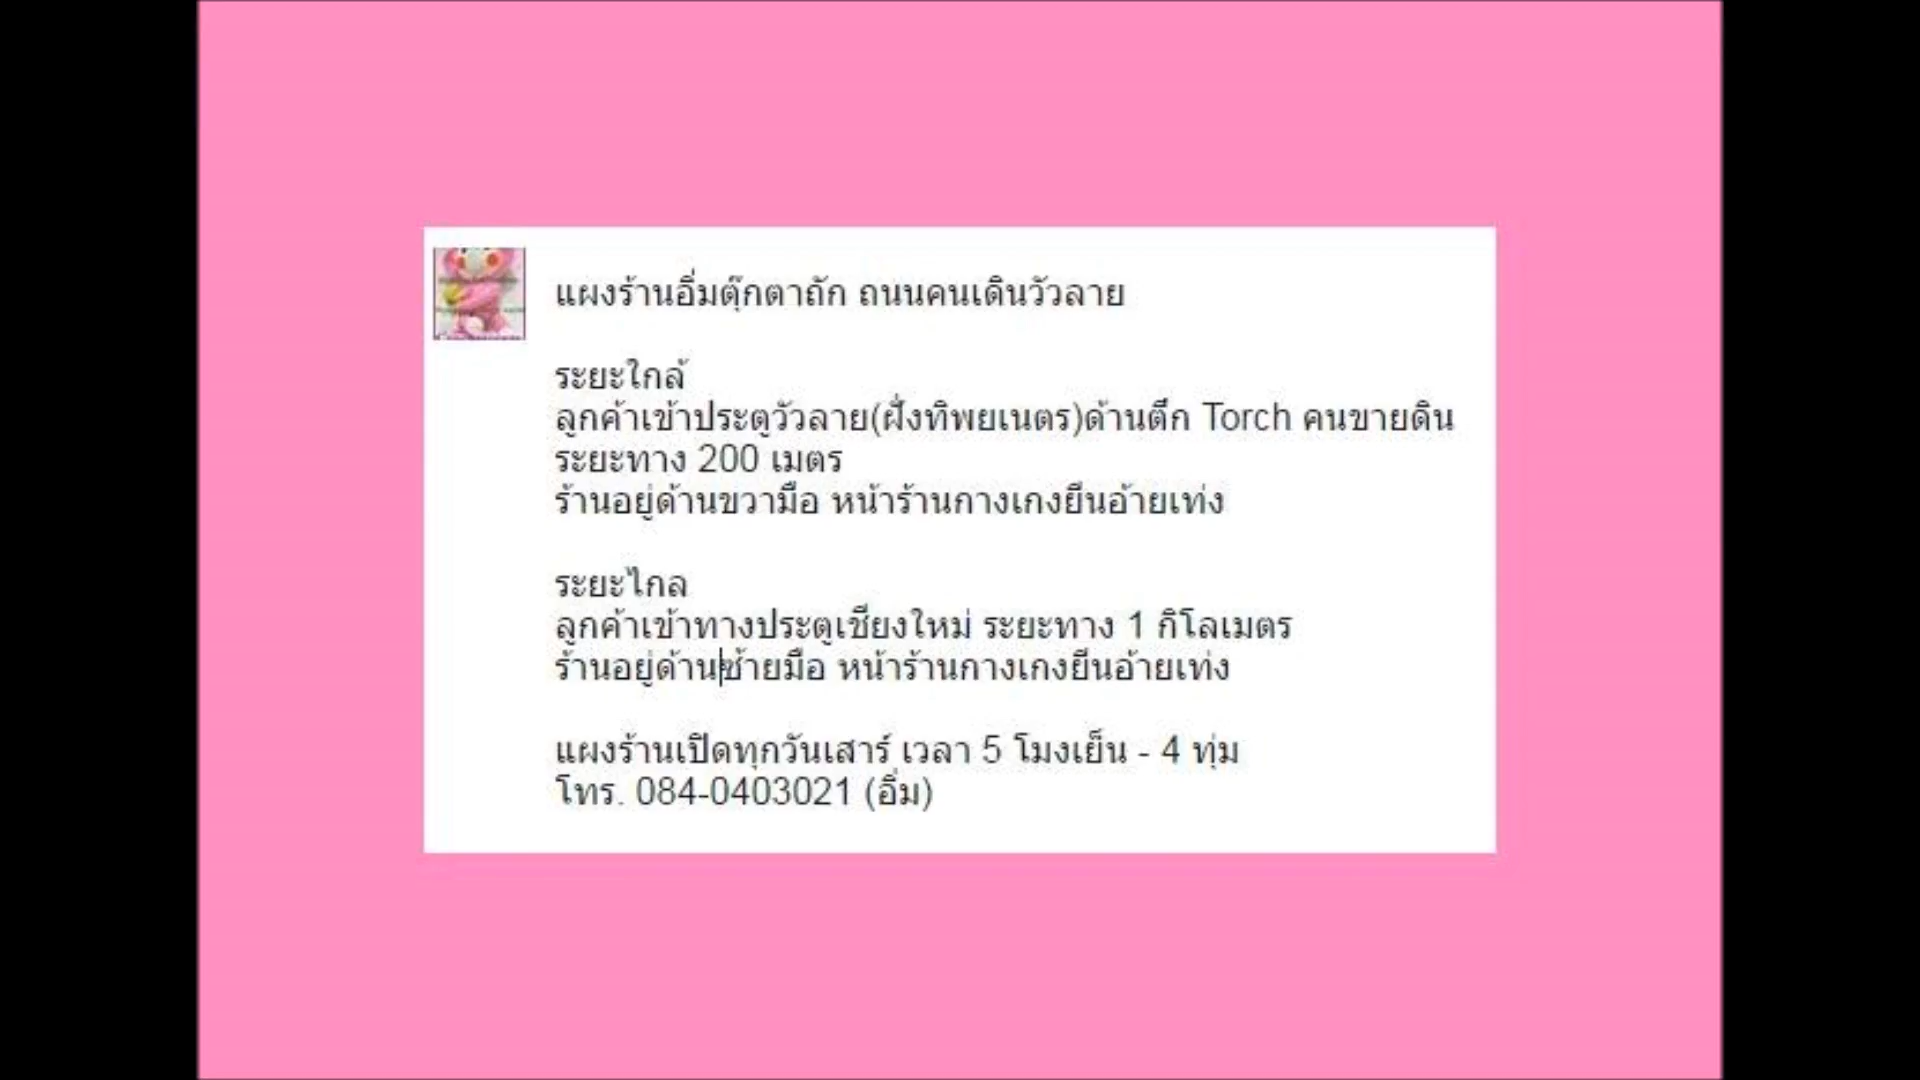 แผงร้านอิ่มตุ๊กตาถัก ถนนคนเดินวัวลาย
ระยะใกล้
ลูกค้าเข้าประตูวัวลาย(ฝั่งทิพยเนตร)ด้านตึก Torch คนขายดิน
ระยะทาง 200 เมตร
ร้านอยู่ด้านขวามือ หน้าร้านกางเกงยีนอ้ายเท่ง
ระยะไกล
ลูกค้าเข้าทางประตูเชียงใหม่ ระยะทาง 1 กิโลเมตร
ร้านอยู่ด้านซ้ายมือ หน้าร้านกางเกงยีนอ้ายเท่ง
แผงร้านเปิดทุกวันเสาร์ เวลา 5 โมงเย็น - 4 ทุ่ม
โทร. 084-0403021 (อิ่ม)